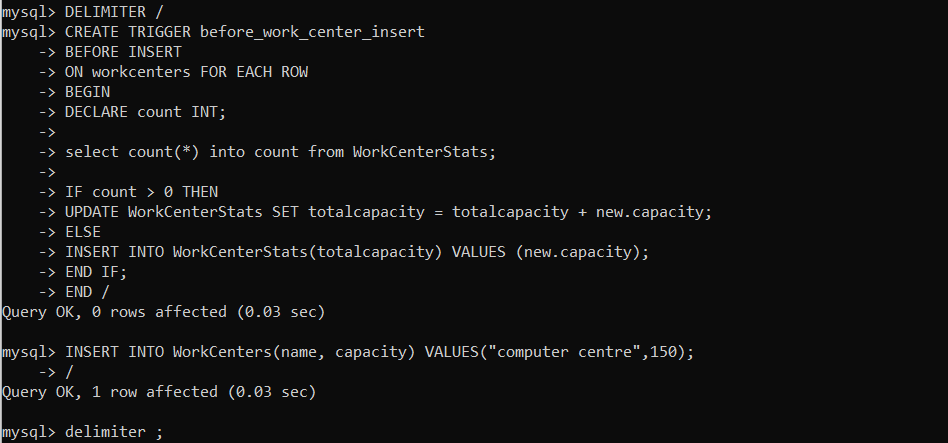 mysql> DELIMITER /
mysql> CREATE TRIGGER before_work_center_insert
    -> BEFORE INSERT
    -> ON workcenters FOR EACH ROW
    -> BEGIN
    -> DECLARE count INT;
    ->
    -> select count(*) into count from WorkCenterStats;
    ->
    -> IF count > 0 THEN
    -> UPDATE WorkCenterStats SET totalcapacity = totalcapacity + new.capacity;
    -> ELSE
    -> INSERT INTO WorkCenterStats(totalcapacity) VALUES (new.capacity);
    -> END IF;
    -> END /
Query OK, 0 rows affected (0.03 sec)

mysql> INSERT INTO WorkCenters(name, capacity) VALUES("computer centre",150);
    -> /
Query OK, 1 row affected (0.03 sec)

mysql> delimiter ;